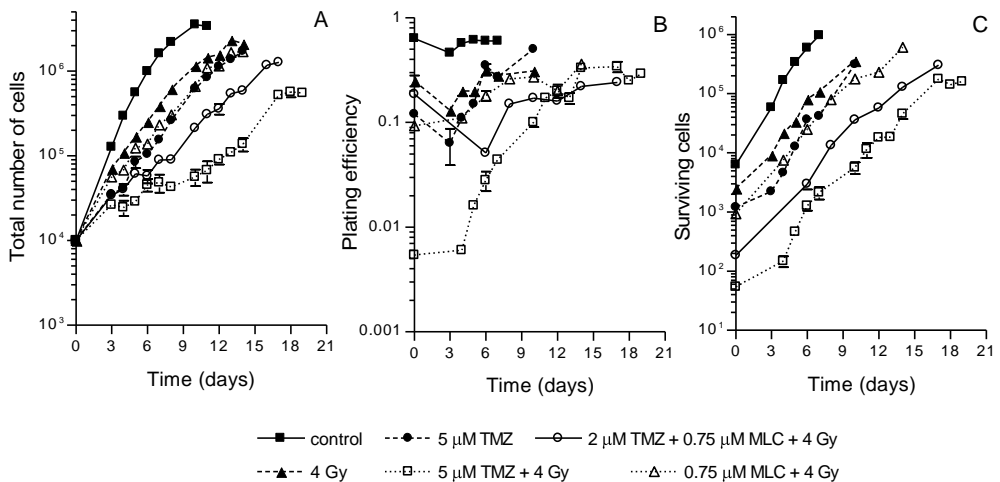 A
Total number of cells
10⁶
10⁵
10⁴
10³
0 3 6 9 12 15 18 21
Time (days)
B
Plating efficiency
1
0.1
0.01
0.001
0 3 6 9 12 15 18 21
Time (days)
C
Surviving cells
10⁶
10⁵
10⁴
10³
10²
10¹
0 3 6 9 12 15 18 21
Time (days)
control 5 μM TMZ 2 μM TMZ + 0.75 μM MLC + 4 Gy
4 Gy 5 μM TMZ + 4 Gy 0.75 μM MLC + 4 Gy